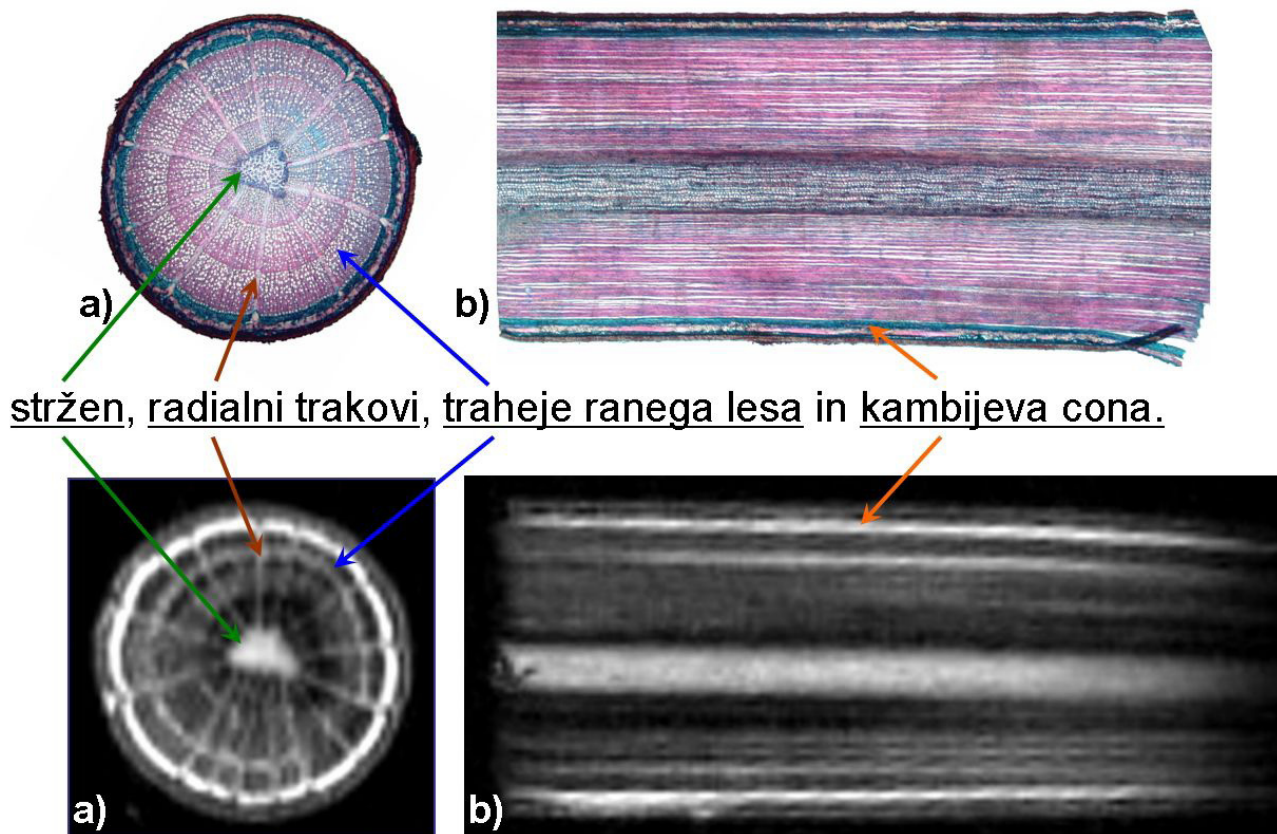 a)
b)
stržen, radialni trakovi, traheje ranega lesa in kambijeva cona.
a)
b)